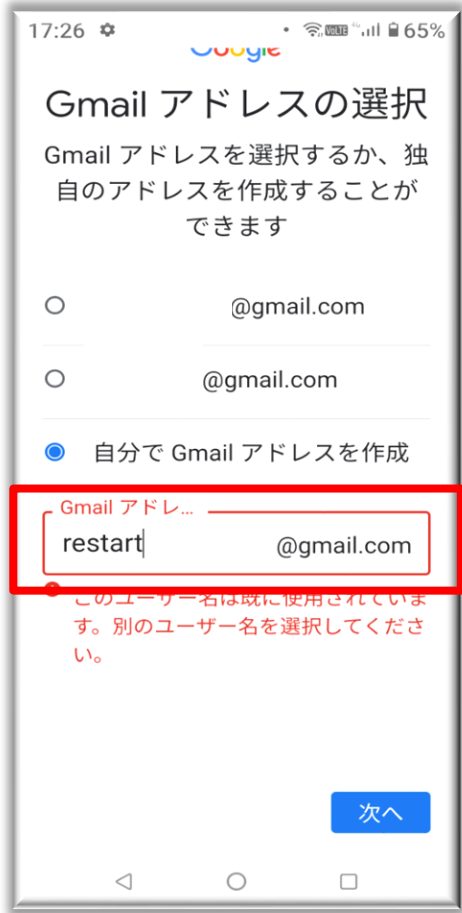 17:26 65%
Google
Gmail アドレスの選択
Gmail アドレスを選択するか、独
自のアドレスを作成することが
できます
@gmail.com
@gmail.com
自分で Gmail アドレスを作成
Gmail アドレ...
restart @gmail.com
このユーザー名は既に使用されていま
す。別のユーザー名を選択してくださ
い。
次へ